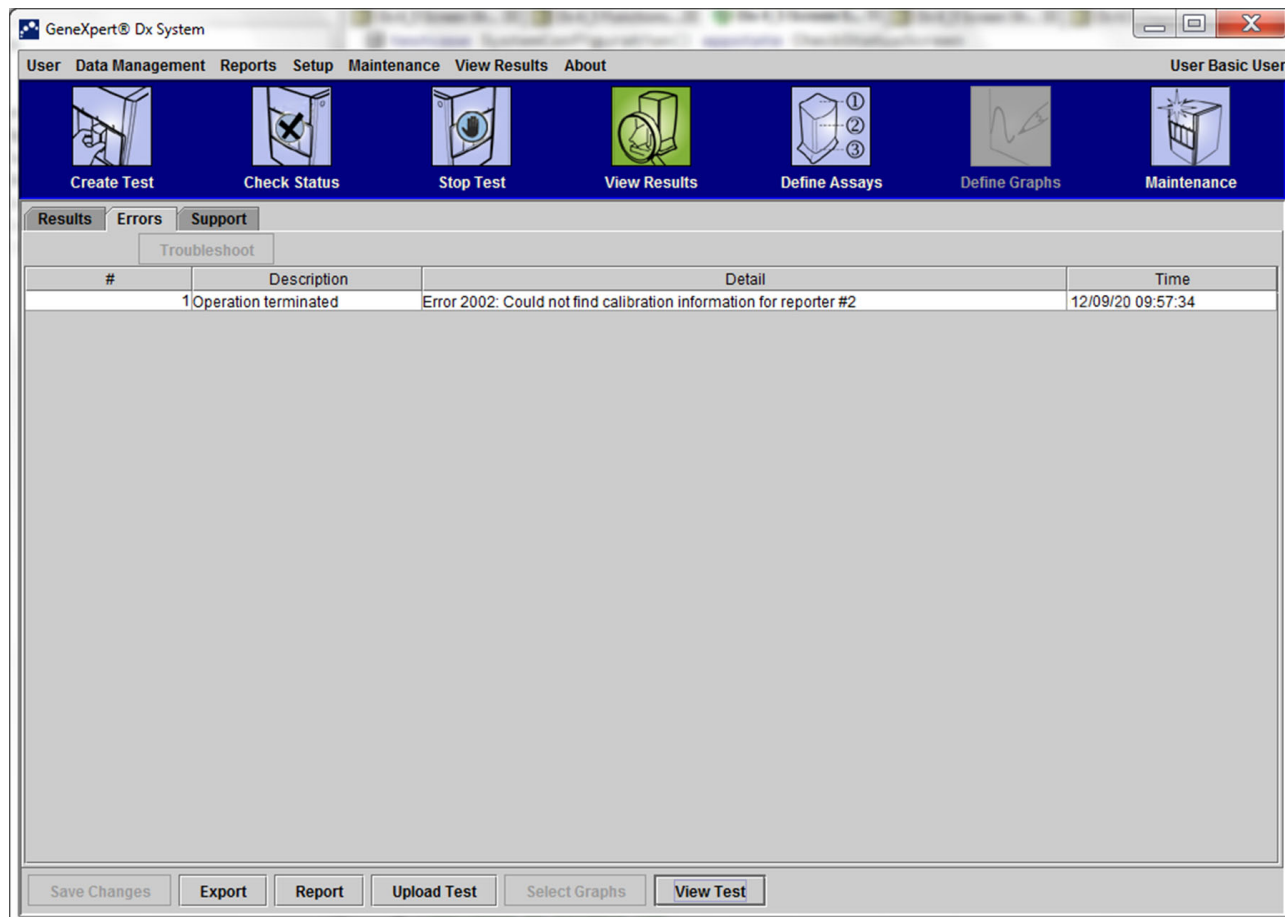 GeneXpert® Dx System
User Data Management Reports Setup Maintenance View Results About User Basic User
① ② ③
Create Test Check Status Stop Test View Results Define Assays Define Graphs Maintenance
Results Errors Support
Troubleshoot
# Description Detail Time
1 Operation terminated Error 2002: Could not find calibration information for reporter #2 12/09/20 09:57:34
Save Changes Export Report Upload Test Select Graphs View Test